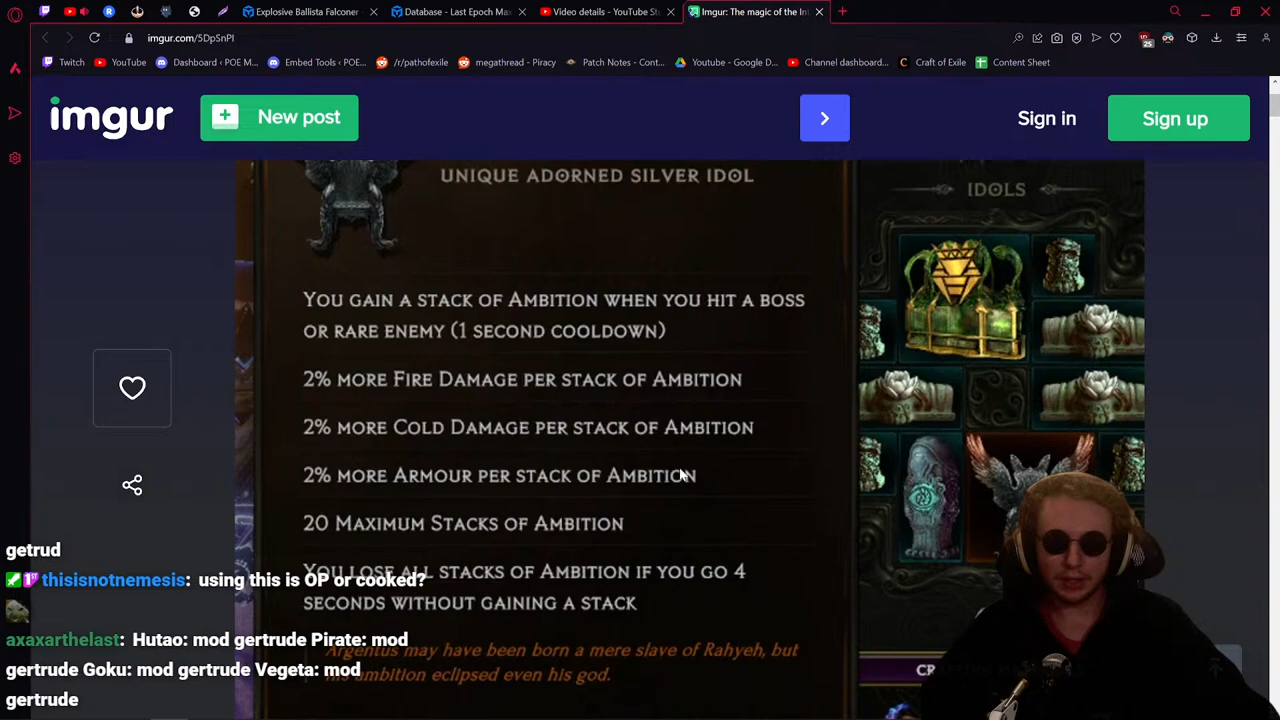 Explosive Ballista Falconer
Database - Last Epoch Max
Video details - YouTube St
Imgur: The magic of the Int
imgur.com/5DpSnPI
25
Twitch
YouTube
Dashboard ‹ POE M...
Embed Tools ‹ POE...
/r/pathofexile
megathread - Piracy
Patch Notes - Cont...
Youtube - Google D...
Channel dashboard...
Craft of Exile
Content Sheet
imgur
New post
Sign in
Sign up
UNIQUE ADORNED SILVER IDOL
IDOLS
YOU GAIN A STACK OF AMBITION WHEN YOU HIT A BOSS
OR RARE ENEMY (1 SECOND COOLDOWN)
2% MORE FIRE DAMAGE PER STACK OF AMBITION
2% MORE COLD DAMAGE PER STACK OF AMBITION
2% MORE ARMOUR PER STACK OF AMBITION
20 MAXIMUM STACKS OF AMBITION
YOU LOSE ALL STACKS OF AMBITION IF YOU GO 4
SECONDS WITHOUT GAINING A STACK
Argentus may have been born a mere slave of Rahyeh, but
his ambition eclipsed even his god.
getrud
thisisnotnemesis: using this is OP or cooked?
axaxarthelast: Hutao: mod gertrude Pirate: mod
gertrude Goku: mod gertrude Vegeta: mod
gertrude